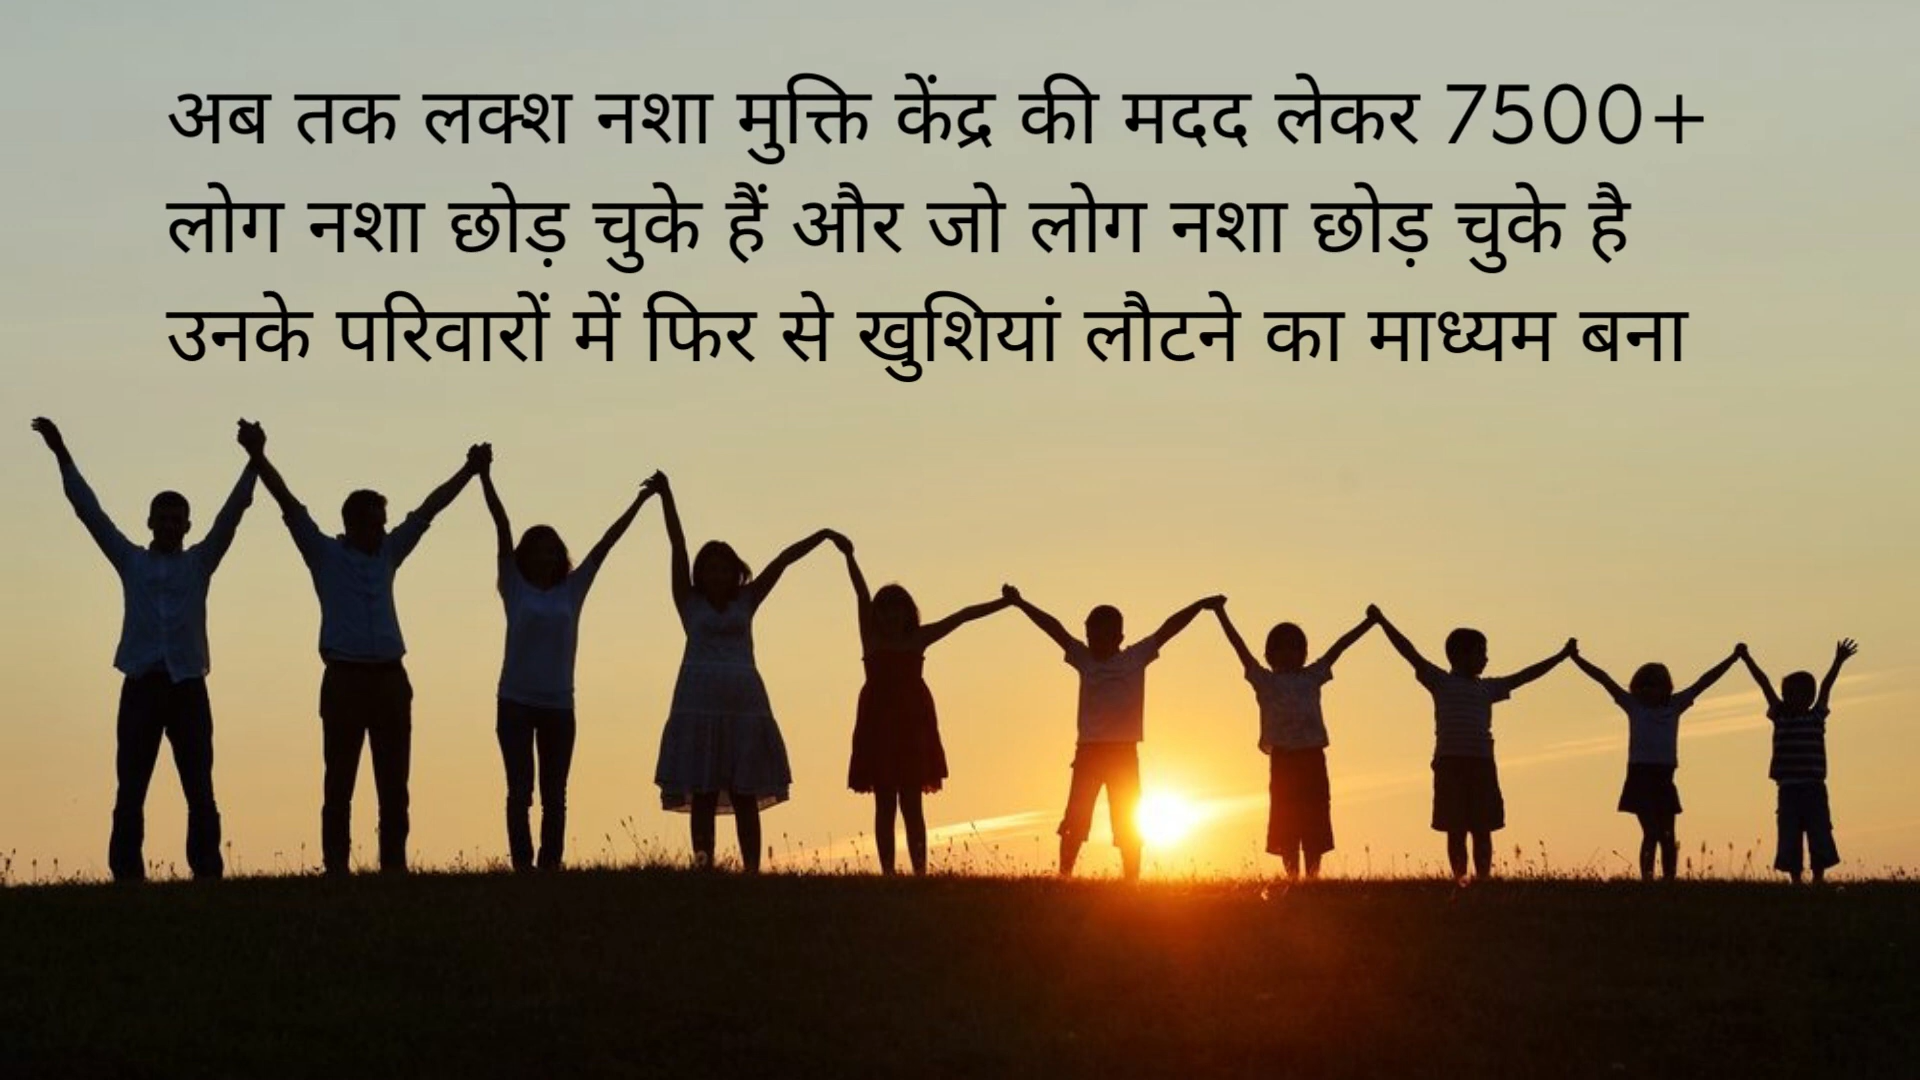 अब तक लक्श नशा मुक्ति केंद्र की मदद लेकर 7500+
लोग नशा छोड़ चुके हैं और जो लोग नशा छोड़ चुके है
उनके परिवारों में फिर से खुशियां लौटने का माध्यम बना